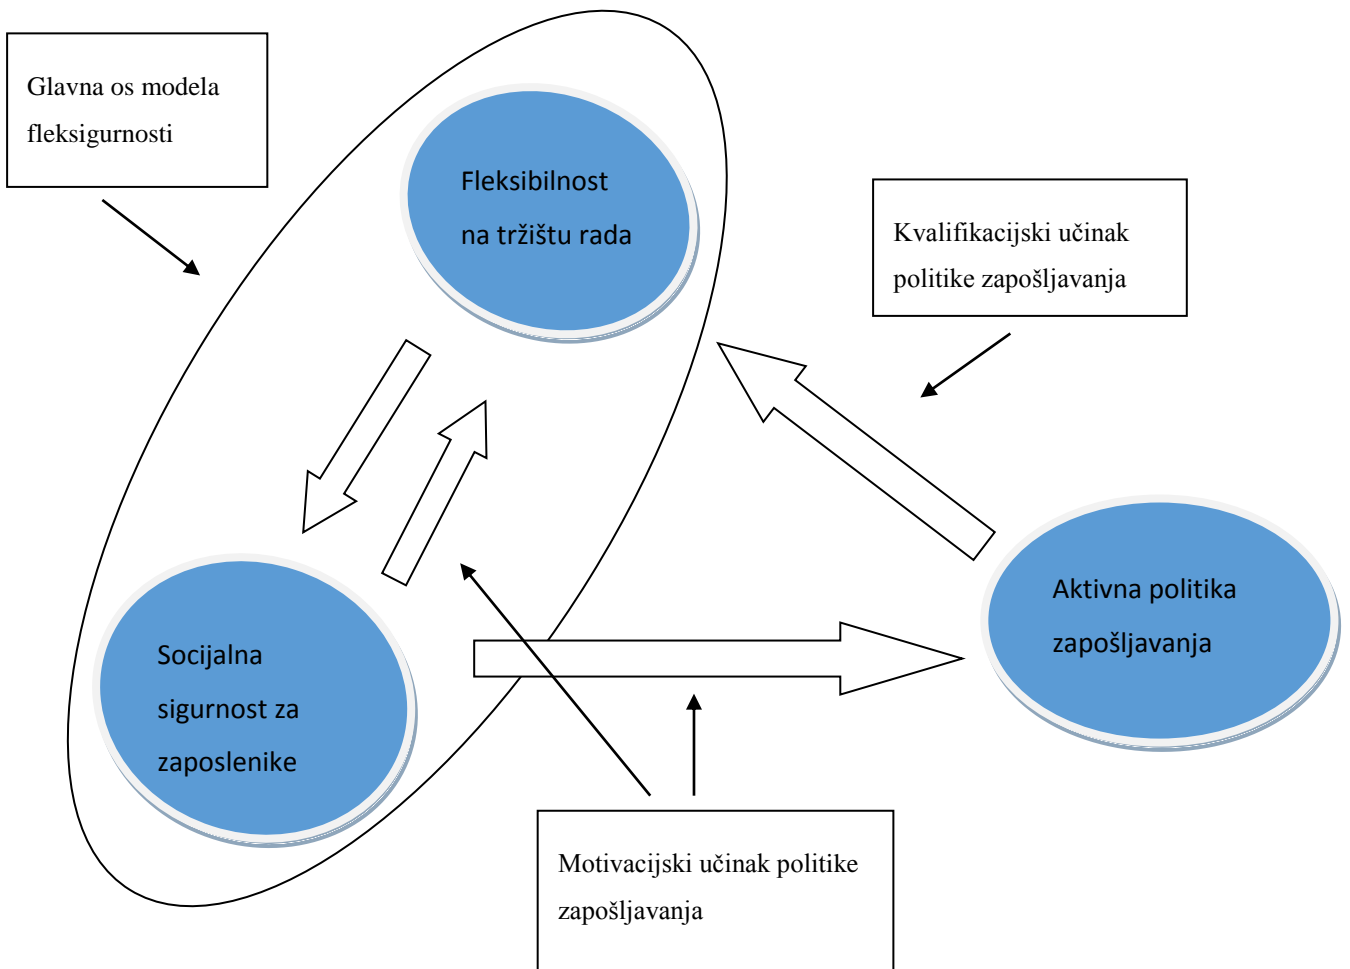 Glavna os modela
fleksigurnosti
Fleksibilnost
na tržištu rada
Kvalifikacijski učinak
politike zapošljavanja
Aktivna politika
zapošljavanja
Socijalna
sigurnost za
zaposlenike
Motivacijski učinak politike
zapošljavanja